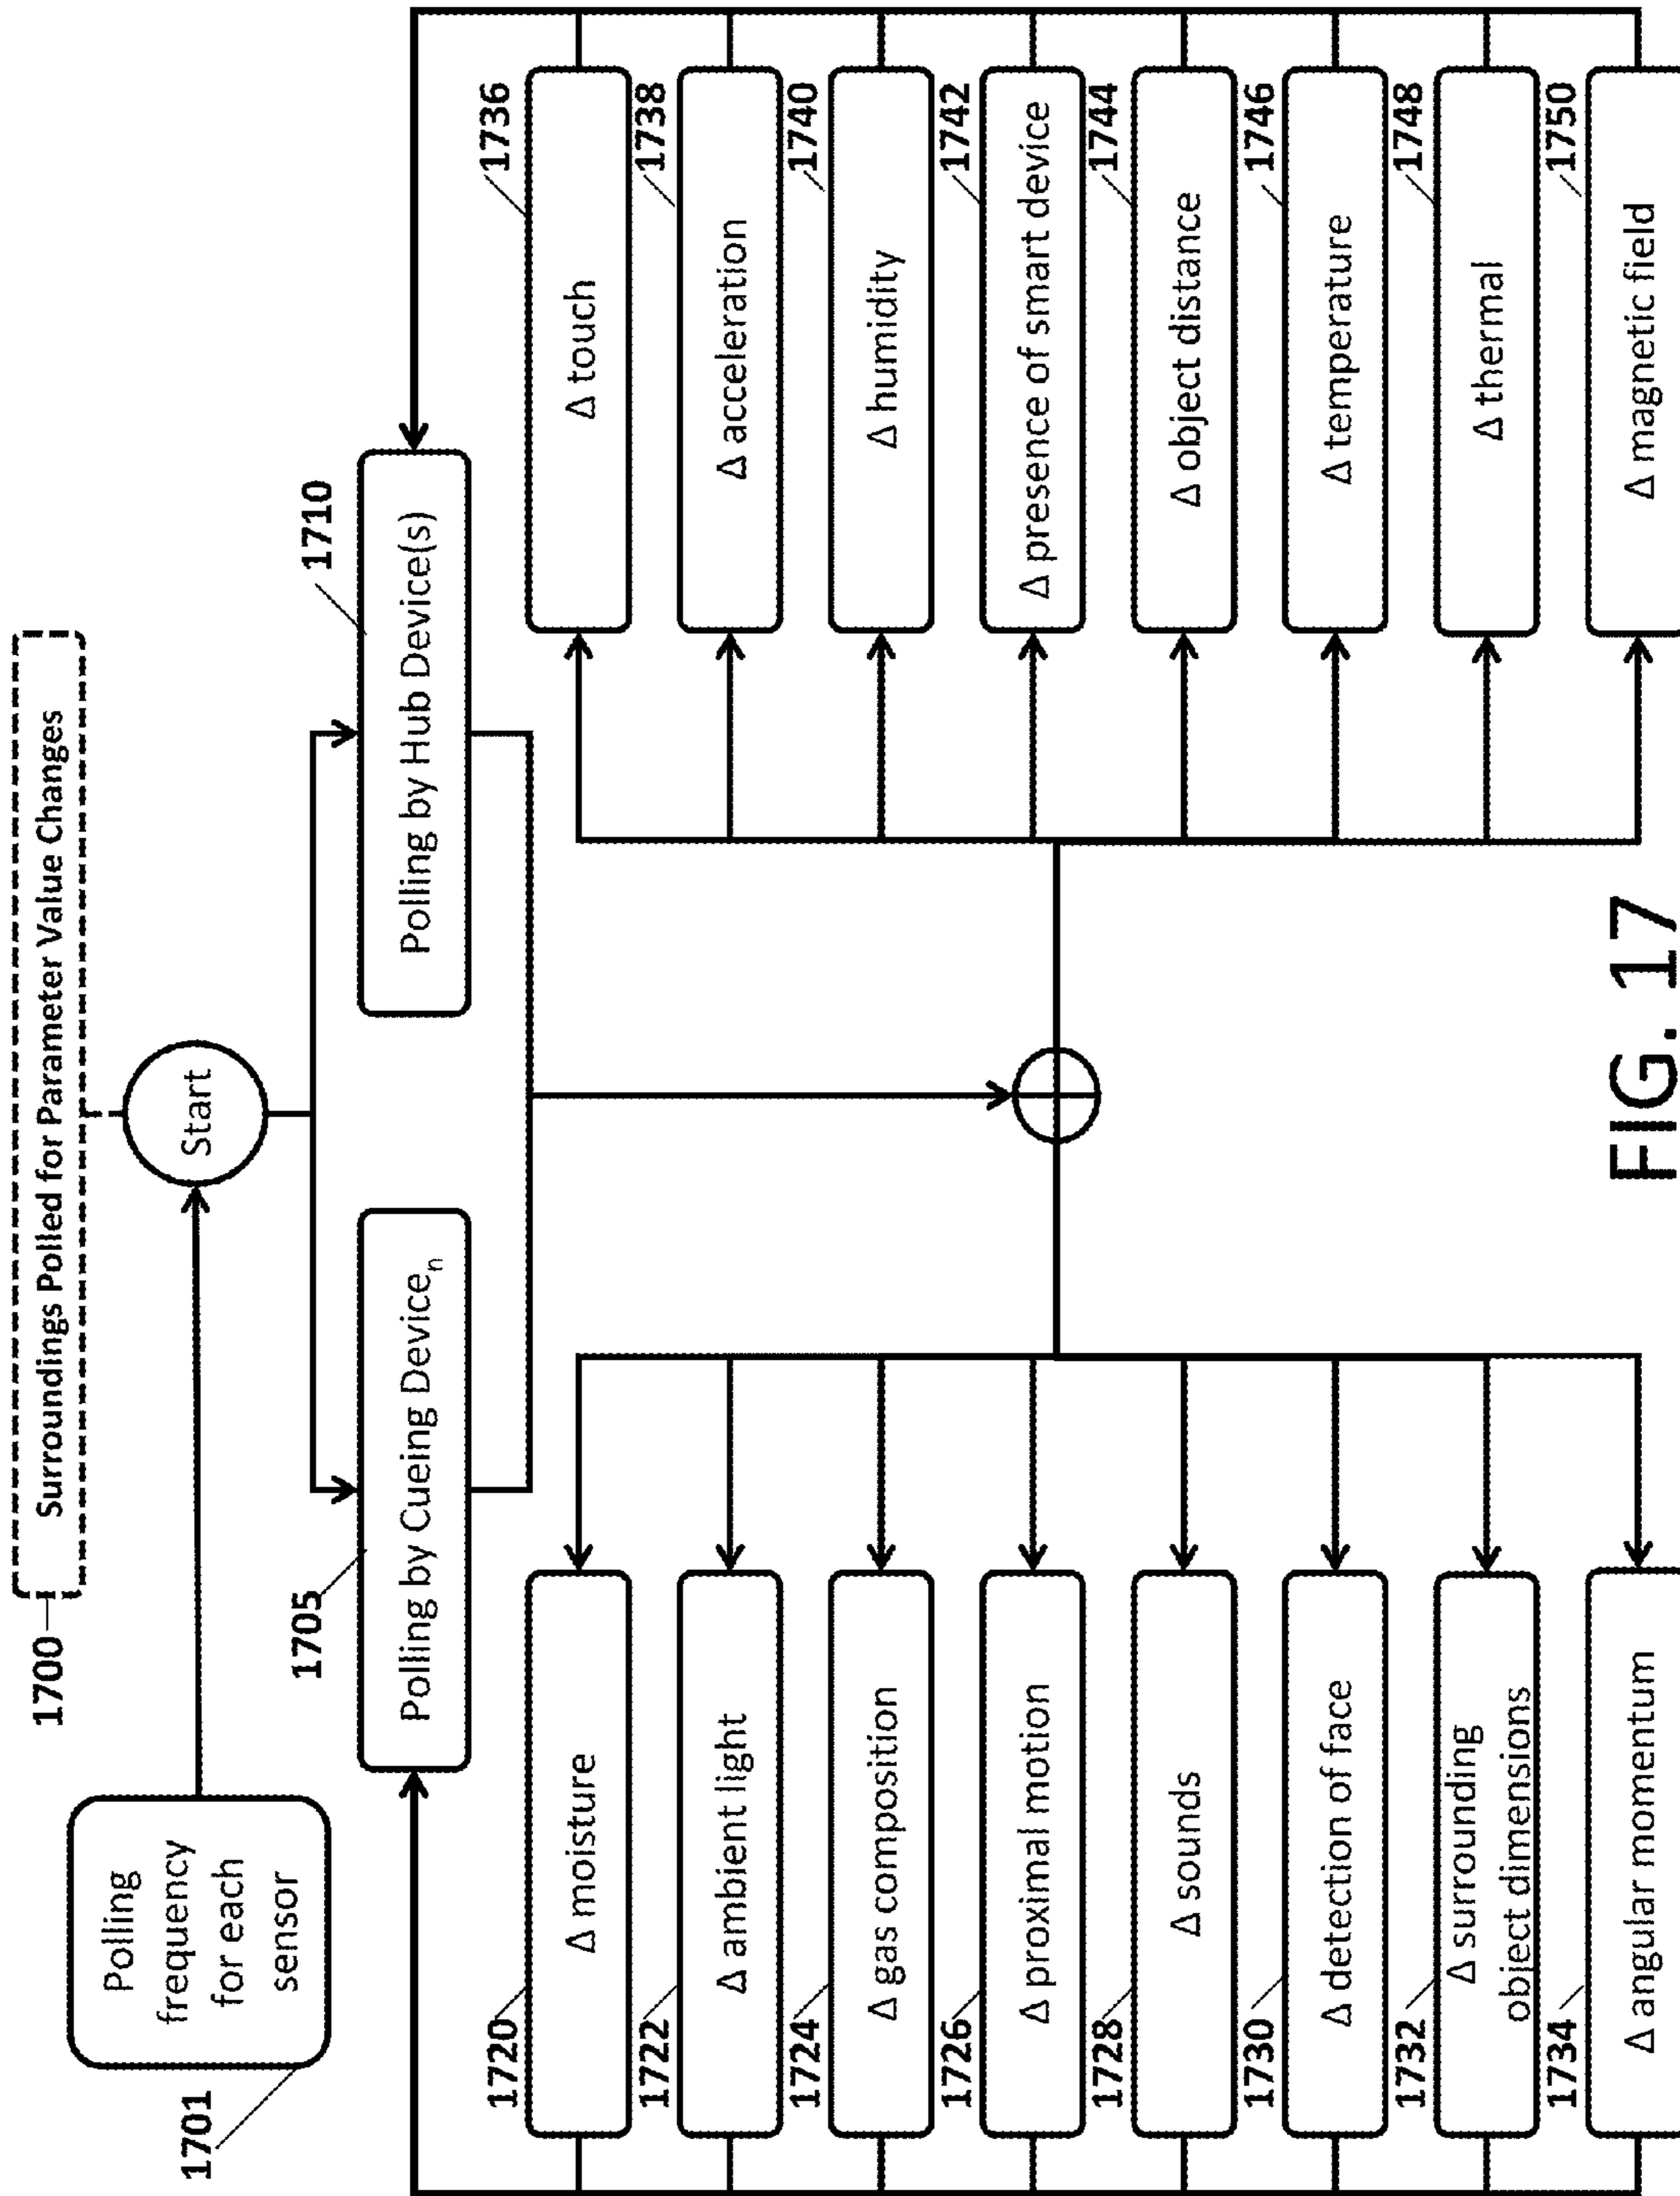 1700
Surroundings Polled for Parameter Value Changes
1701
Polling
frequency
for each
sensor
Start
1705
Polling by Cueing Deviceₙ
1710
Polling by Hub Device(s)
1720
Δ moisture
1722
Δ ambient light
1724
Δ gas composition
1726
Δ proximal motion
1728
Δ sounds
1730
Δ detection of face
1732
Δ surrounding
object dimensions
1734
Δ angular momentum
1736
Δ touch
1738
Δ acceleration
1740
Δ humidity
1742
Δ presence of smart device
1744
Δ object distance
1746
Δ temperature
1748
Δ thermal
1750
Δ magnetic field
FIG. 17